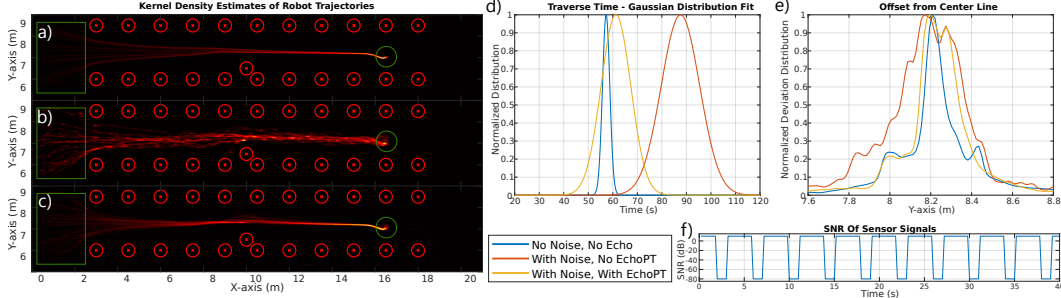 Kernel Density Estimates of Robot Trajectories
a)
b)
c)
9
8
7
6
Y-axis (m)
9
8
7
6
Y-axis (m)
9
8
7
6
Y-axis (m)
0 2 4 6 8 10 12 14 16 18 20
X-axis (m)
d)
Traverse Time - Gaussian Distribution Fit
Normalized Distribution
1
0.9
0.8
0.7
0.6
0.5
0.4
0.3
0.2
0.1
0
20 30 40 50 60 70 80 90 100 110 120
Time (s)
e)
Offset from Center Line
Normalized Deviation Distribution
1
0.9
0.8
0.7
0.6
0.5
0.4
0.3
0.2
0.1
0
7.6 7.8 8 8.2 8.4 8.6 8.8
Y-axis (m)
No Noise, No Echo
With Noise, No EchoPT
With Noise, With EchoPT
f)
SNR Of Sensor Signals
SNR (dB)
0
-20
-40
-60
-80
0 5 10 15 20 25 30 35 40
Time (s)